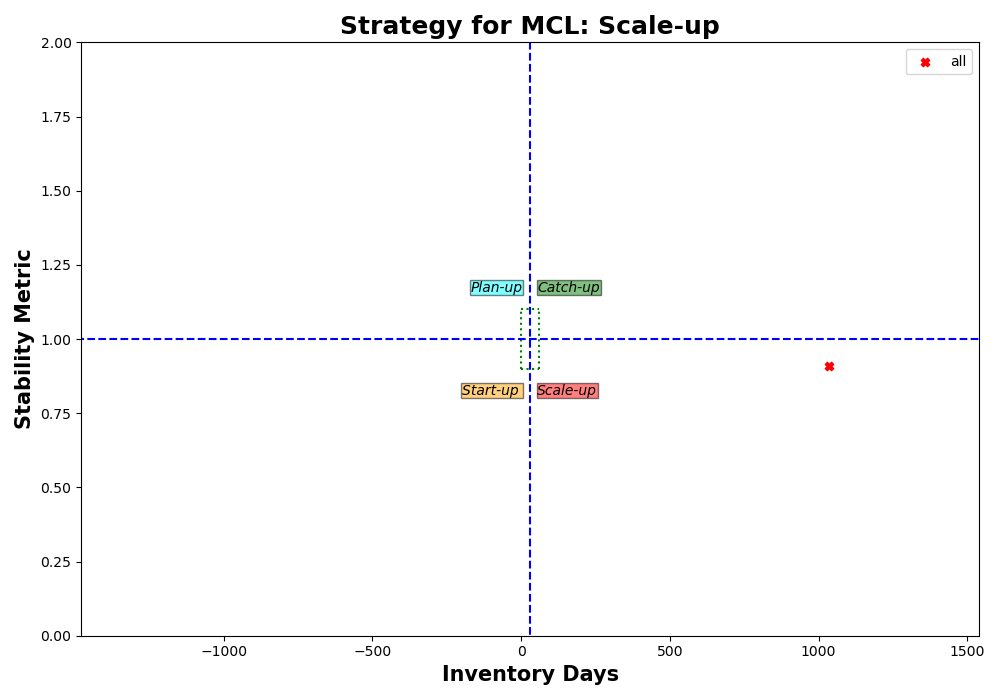 Strategy for MCL: Scale-up
all
Stability Metric
2.00
1.75
1.50
1.25
1.00
0.75
0.50
0.25
0.00
Plan-up
Catch-up
Start-up
Scale-up
−1000
−500
0
500
1000
1500
Inventory Days